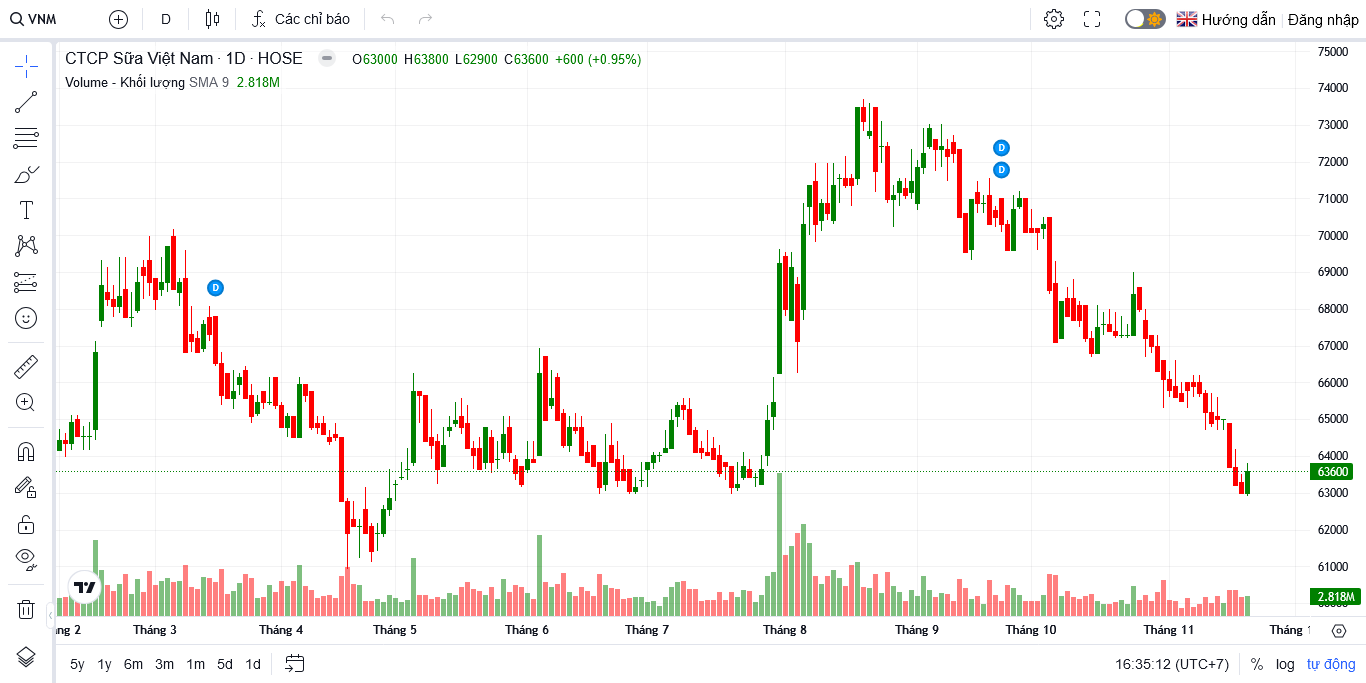 VNM D Các chỉ báo Hướng dẫn Đăng nhập
CTCP Sữa Việt Nam · 1D · HOSE O63000 H63800 L62900 C63600 +600 (+0.95%)
Volume - Khối lượng SMA 9 2.818M
75000
74000
73000
72000
71000
70000
69000
68000
67000
66000
65000
64000
63600
63000
62000
61000
2.818M
D
D
D
ng 2 Tháng 3 Tháng 4 Tháng 5 Tháng 6 Tháng 7 Tháng 8 Tháng 9 Tháng 10 Tháng 11 Tháng 1
5y 1y 6m 3m 1m 5d 1d 16:35:12 (UTC+7) % log tự động